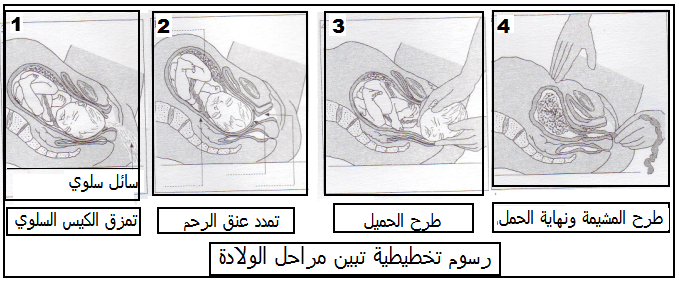 1
2
3
4
سائل سلوي
تمزق الكيس السلوي
تمدد عنق الرحم
طرح الحميل
طرح المشيمة ونهاية الحمل.
رسوم تخطيطية تبين مراحل الولادة